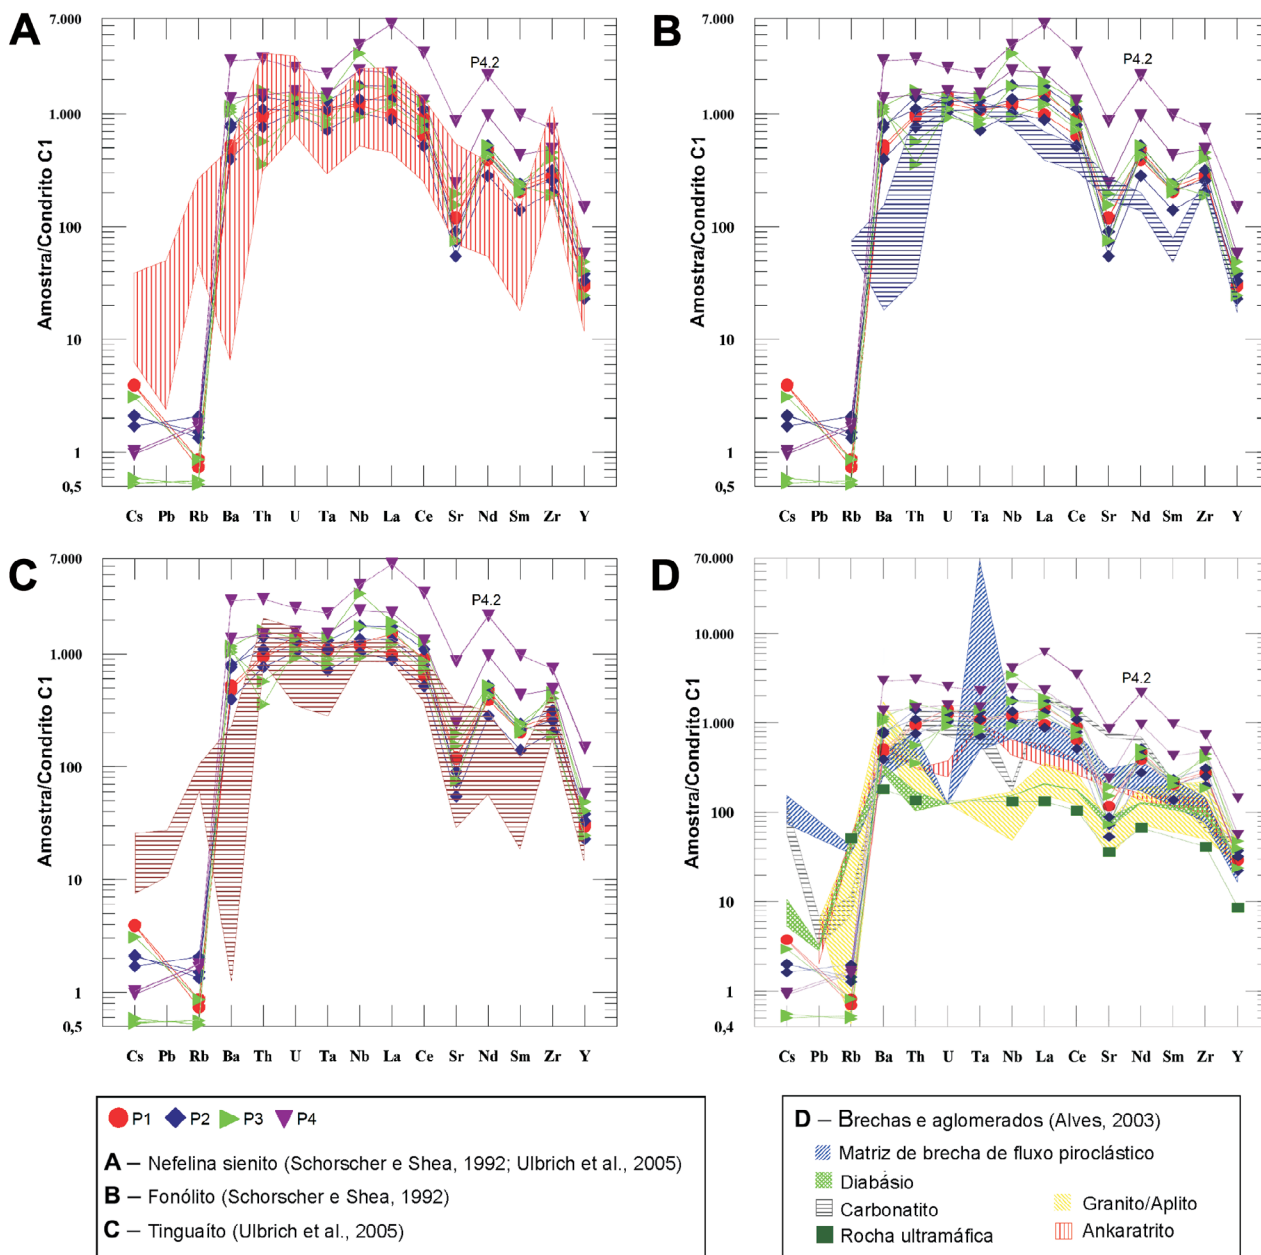 A
Amostra/Condrito C1
7.000
1.000
100
10
1
0,5
P4.2
Cs Pb Rb Ba Th U Ta Nb La Ce Sr Nd Sm Zr Y
B
Amostra/Condrito C1
7.000
1.000
100
10
1
0,5
P4.2
Cs Pb Rb Ba Th U Ta Nb La Ce Sr Nd Sm Zr Y
C
Amostra/Condrito C1
7.000
1.000
100
10
1
0,5
P4.2
Cs Pb Rb Ba Th U Ta Nb La Ce Sr Nd Sm Zr Y
D
Amostra/Condrito C1
70.000
10.000
1.000
100
10
1
0,4
P4.2
Cs Pb Rb Ba Th U Ta Nb La Ce Sr Nd Sm Zr Y
P1 P2 P3 P4
A – Nefelina sienito (Schorscher e Shea, 1992; Ulbrich et al., 2005)
B – Fonólito (Schorscher e Shea, 1992)
C – Tinguaíto (Ulbrich et al., 2005)
D – Brechas e aglomerados (Alves, 2003)
Matriz de brecha de fluxo piroclástico
Diabásio
Carbonatito
Rocha ultramáfica
Granito/Aplito
Ankaratrito